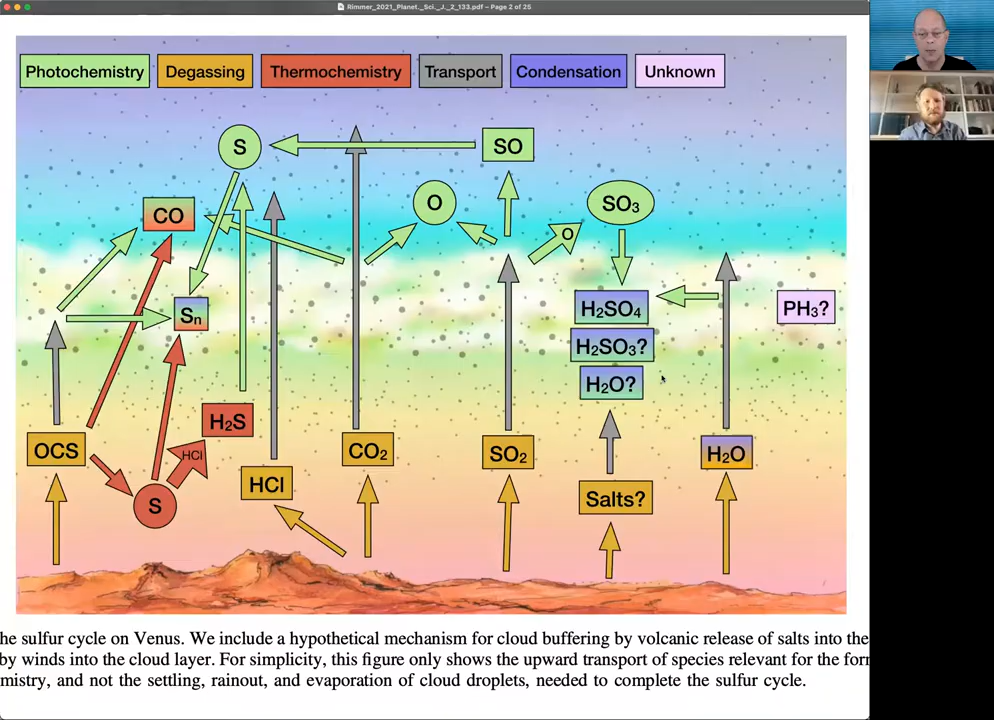 Rimmer_2021_Planet._Sci._J._2_133.pdf – Page 2 of 25
Photochemistry
Degassing
Thermochemistry
Transport
Condensation
Unknown
S
SO
CO
O
SO₃
O
Sₙ
H₂SO₄
PH₃?
H₂SO₃?
H₂O?
H₂S
OCS
HCl
CO₂
SO₂
H₂O
HCl
Salts?
S
he sulfur cycle on Venus. We include a hypothetical mechanism for cloud buffering by volcanic release of salts into the
by winds into the cloud layer. For simplicity, this figure only shows the upward transport of species relevant for the for
mistry, and not the settling, rainout, and evaporation of cloud droplets, needed to complete the sulfur cycle.